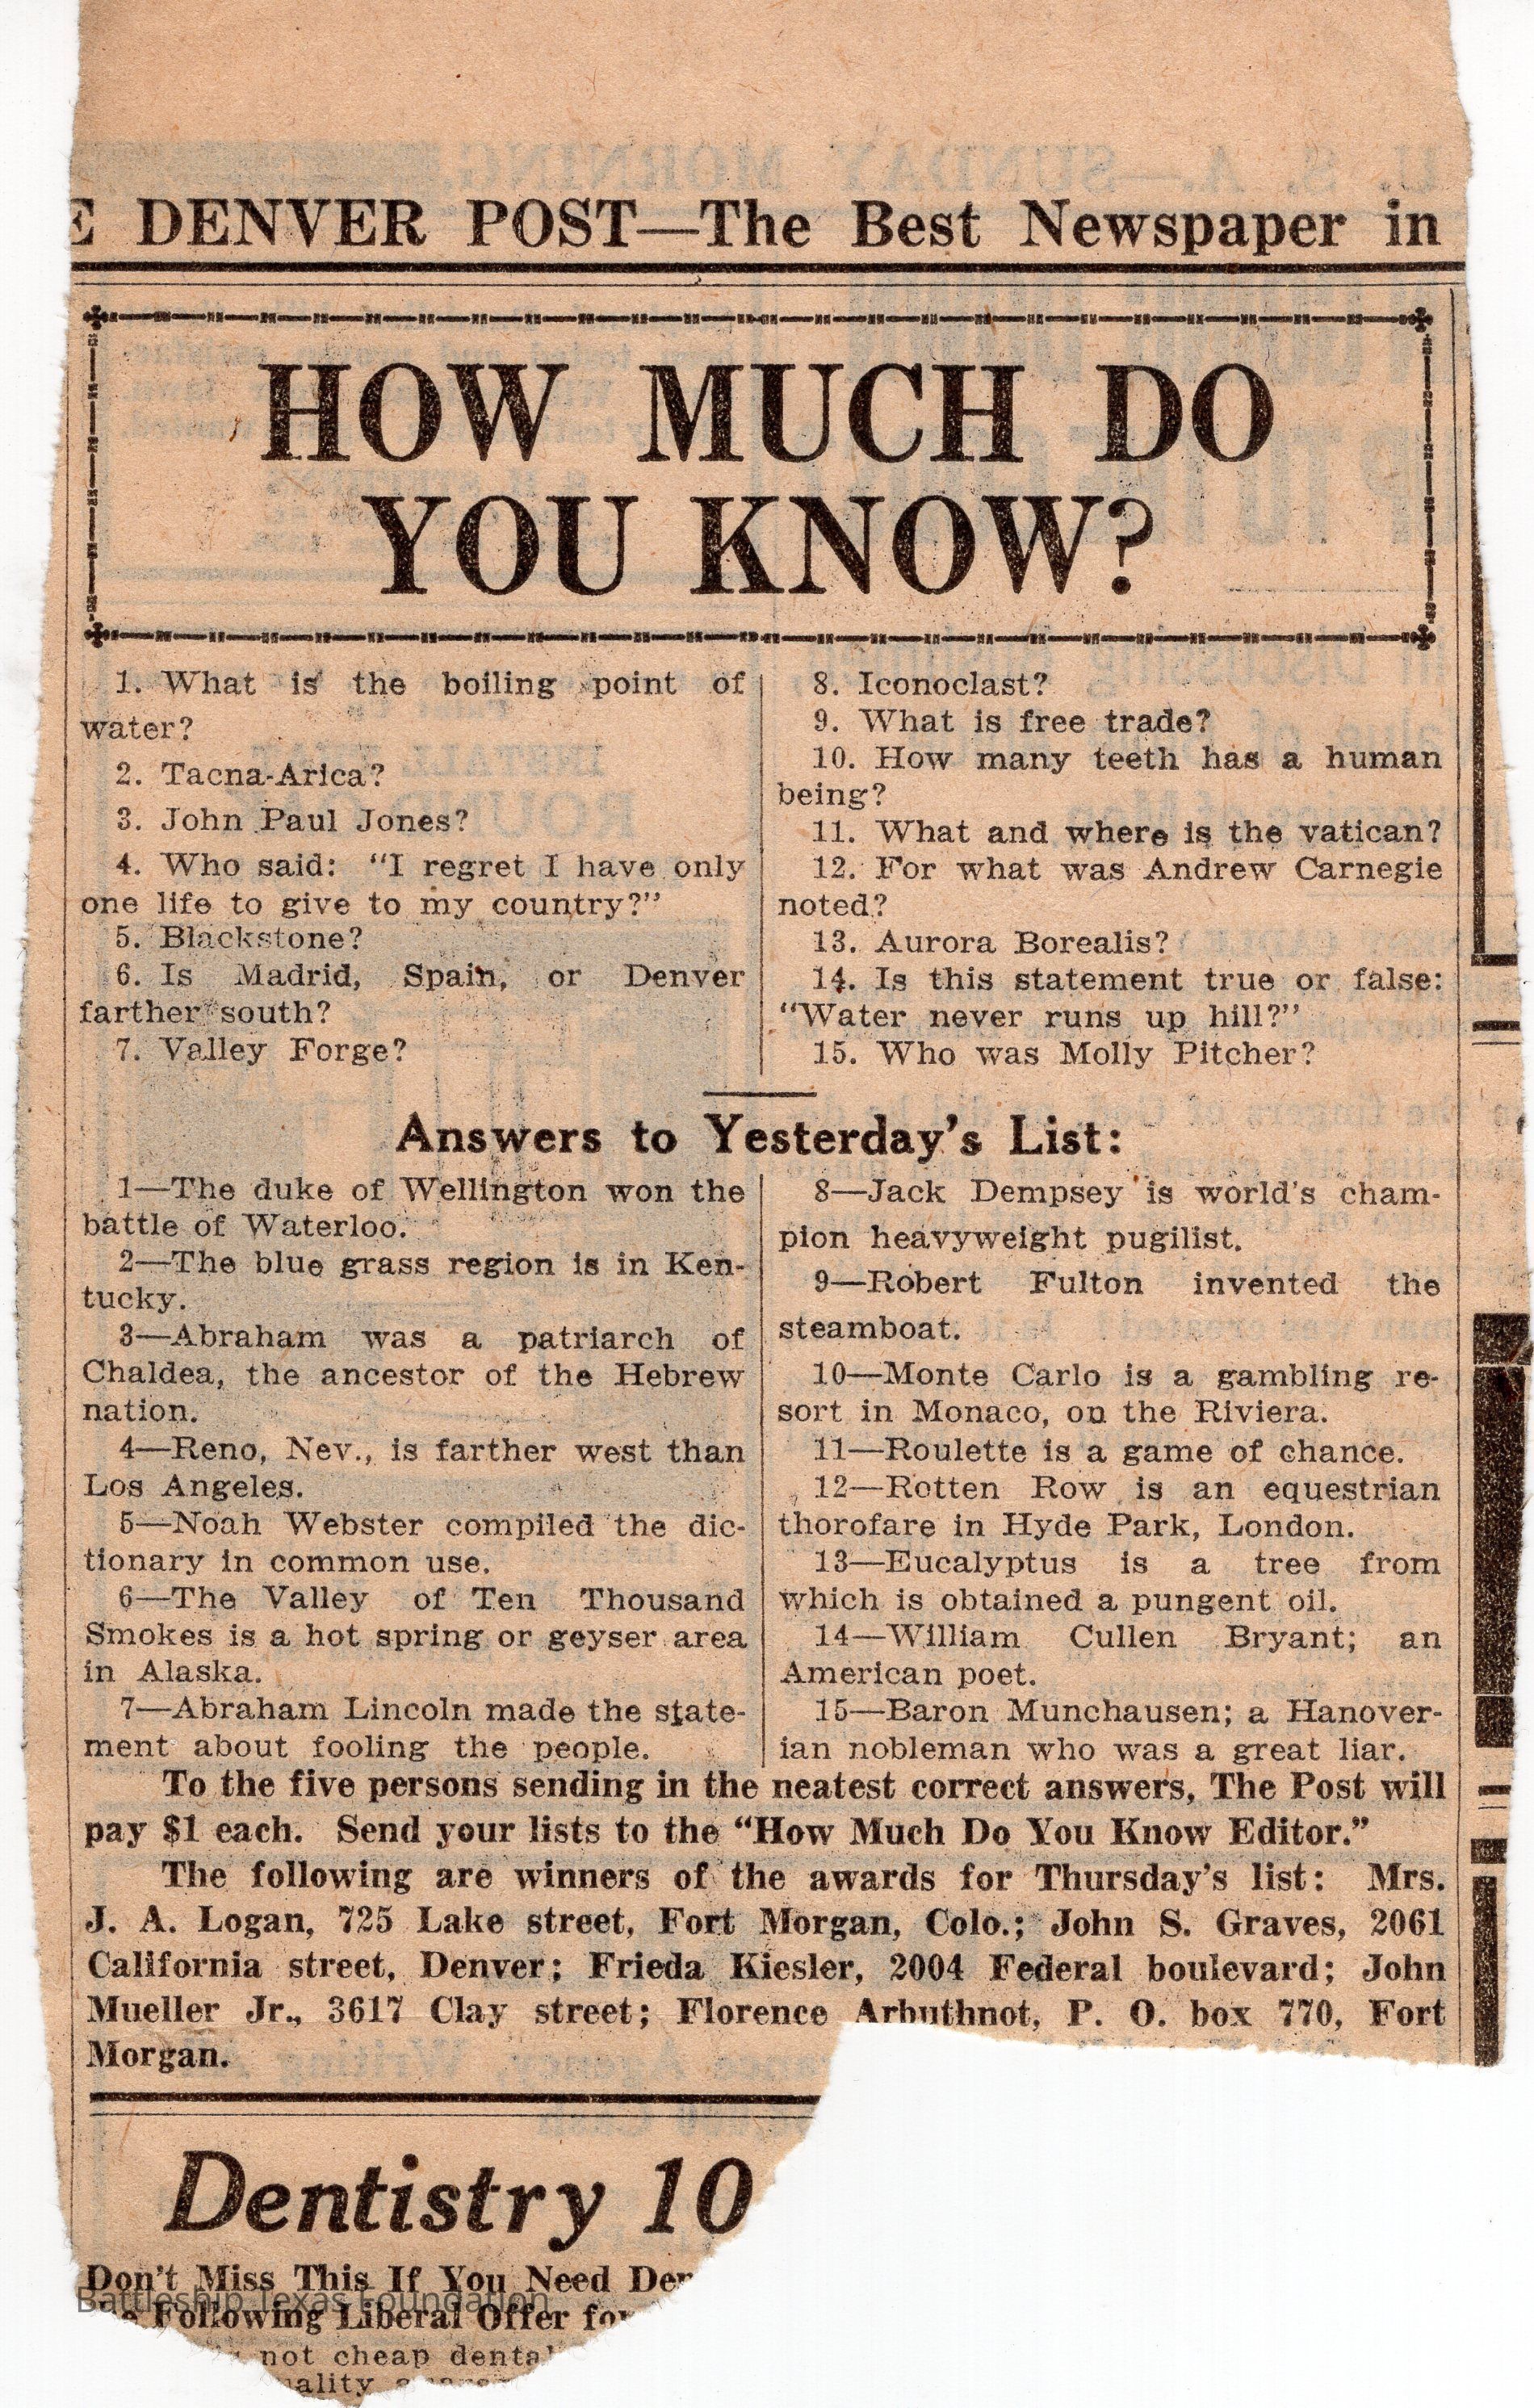 E DENVER POST—The Best Newspaper in
HOW MUCH DO
YOU KNOW?
1. What is the boiling point of
water?
2. Tacna-Arica?
3. John Paul Jones?
4. Who said: "I regret I have only
one life to give to my country?"
5. Blackstone?
6. Is Madrid, Spain, or Denver
farther south?
7. Valley Forge?
8. Iconoclast?
9. What is free trade?
10. How many teeth has a human
being?
11. What and where is the vatican?
12. For what was Andrew Carnegie
noted?
13. Aurora Borealis?
14. Is this statement true or false:
"Water never runs up hill?"
15. Who was Molly Pitcher?
Answers to Yesterday's List:
1—The duke of Wellington won the
battle of Waterloo.
2—The blue grass region is in Ken-
tucky.
3—Abraham was a patriarch of
Chaldea, the ancestor of the Hebrew
nation.
4—Reno, Nev., is farther west than
Los Angeles.
5—Noah Webster compiled the dic-
tionary in common use.
6—The Valley of Ten Thousand
Smokes is a hot spring or geyser area
in Alaska.
7—Abraham Lincoln made the state-
ment about fooling the people.
8—Jack Dempsey is world's cham-
pion heavyweight pugilist.
9—Robert Fulton invented the
steamboat.
10—Monte Carlo is a gambling re-
sort in Monaco, on the Riviera.
11—Roulette is a game of chance.
12—Rotten Row is an equestrian
thorofare in Hyde Park, London.
13—Eucalyptus is a tree from
which is obtained a pungent oil.
14—William Cullen Bryant; an
American poet.
15—Baron Munchausen; a Hanover-
ian nobleman who was a great liar.
To the five persons sending in the neatest correct answers, The Post will
pay $1 each. Send your lists to the "How Much Do You Know Editor."
The following are winners of the awards for Thursday's list: Mrs.
J. A. Logan, 725 Lake street, Fort Morgan, Colo.; John S. Graves, 2061
California street, Denver; Frieda Kiesler, 2004 Federal boulevard; John
Mueller Jr., 3617 Clay street; Florence Arbuthnot, P. O. box 770, Fort
Morgan.
Dentistry 10
Don't Miss This If You Need
Battleship Texas Foundation
Following Liberal Offer
not cheap